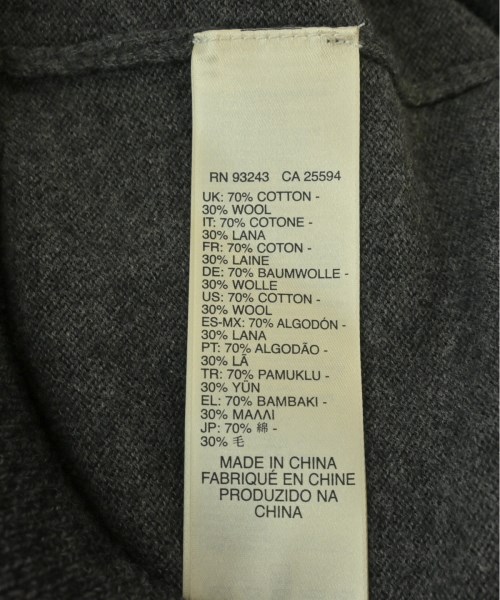 RN 93243 CA 25594
UK: 70% COTTON -
30% WOOL
IT: 70% COTONE -
30% LANA
FR: 70% COTON -
30% LAINE
DE: 70% BAUMWOLLE -
30% WOLLE
US: 70% COTTON -
30% WOOL
ES-MX: 70% ALGODÓN -
30% LANA
PT: 70% ALGODÃO -
30% LÃ
TR: 70% PAMUKLU -
30% YÜN
EL: 70% ΒΑΜΒΑΚΙ -
30% ΜΑΛΛΙ
JP: 70% 綿 -
30% 毛
MADE IN CHINA
FABRIQUÉ EN CHINE
PRODUZIDO NA
CHINA